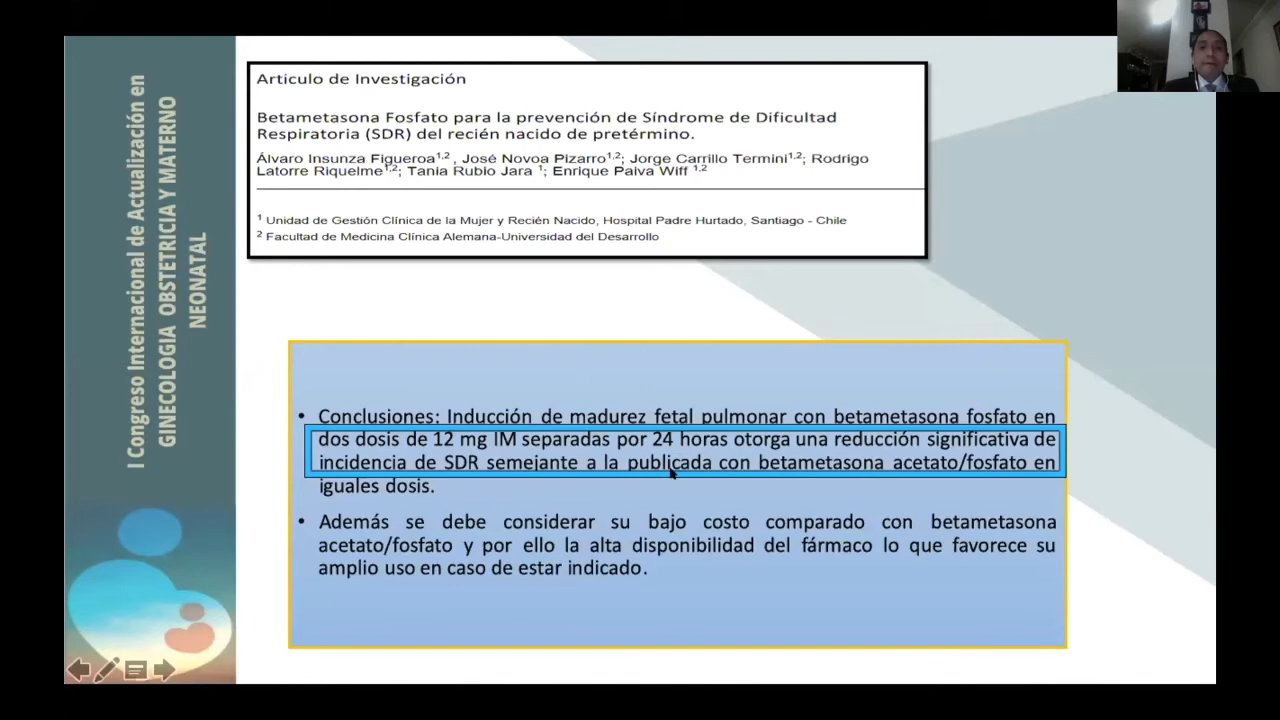 I Congreso Internacional de Actualización en
GINECOLOGIA OBSTETRICIA Y MATERNO
NEONATAL
Articulo de Investigación
Betametasona Fosfato para la prevención de Síndrome de Dificultad
Respiratoria (SDR) del recién nacido de pretérmino.
Álvaro Insunza Figueroa1,2 , José Novoa Pizarro1,2; Jorge Carrillo Termini1,2; Rodrigo
Latorre Riquelme1,2; Tania Rubio Jara 1; Enrique Paiva Wiff 1,2
1 Unidad de Gestión Clínica de la Mujer y Recién Nacido, Hospital Padre Hurtado, Santiago - Chile
2 Facultad de Medicina Clínica Alemana-Universidad del Desarrollo
• Conclusiones: Inducción de madurez fetal pulmonar con betametasona fosfato en
dos dosis de 12 mg IM separadas por 24 horas otorga una reducción significativa de
incidencia de SDR semejante a la publicada con betametasona acetato/fosfato en
iguales dosis.
• Además se debe considerar su bajo costo comparado con betametasona
acetato/fosfato y por ello la alta disponibilidad del fármaco lo que favorece su
amplio uso en caso de estar indicado.